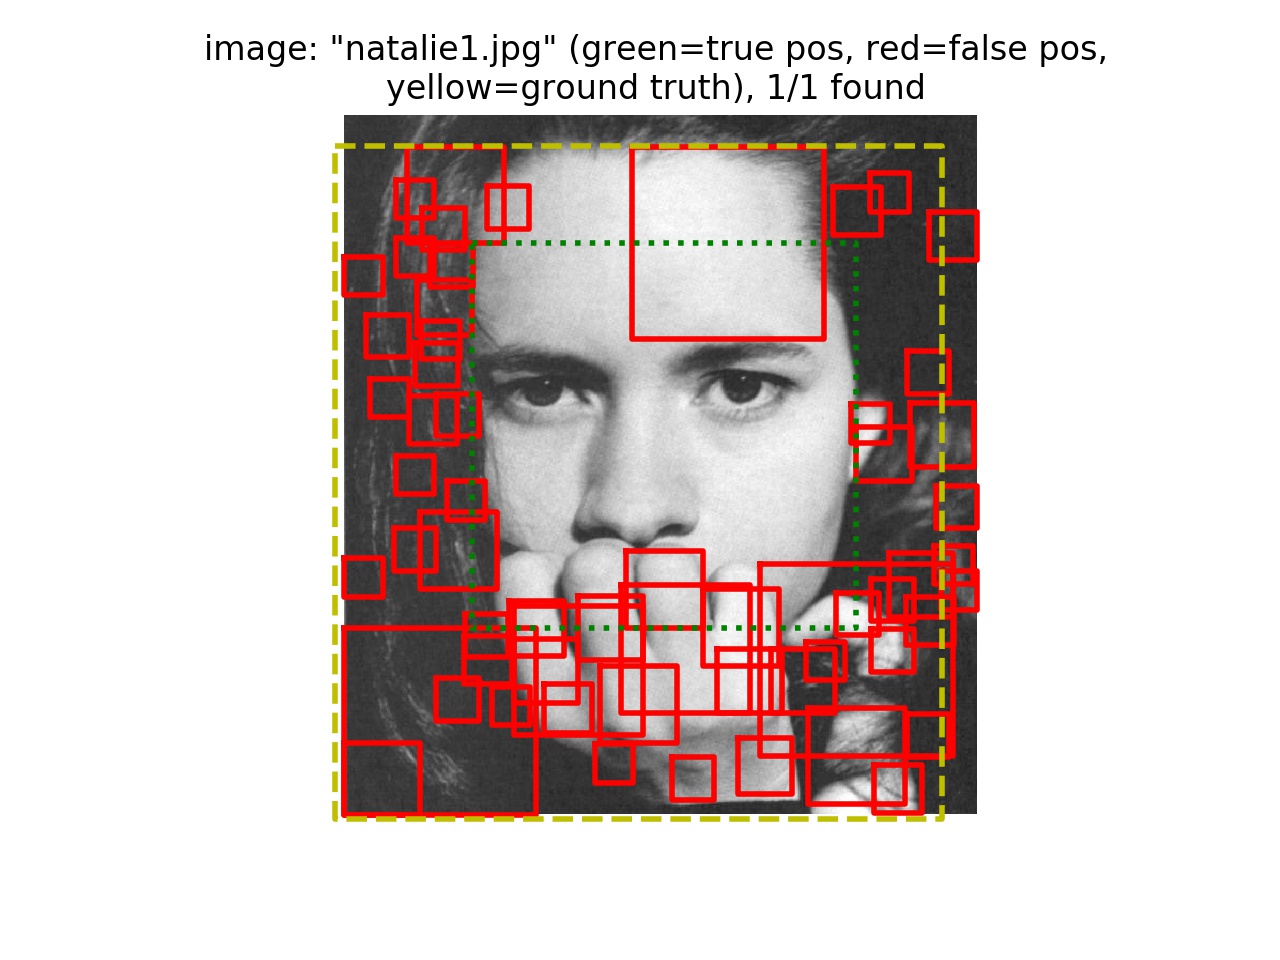 image: "natalie1.jpg" (green=true pos, red=false pos,
yellow=ground truth), 1/1 found